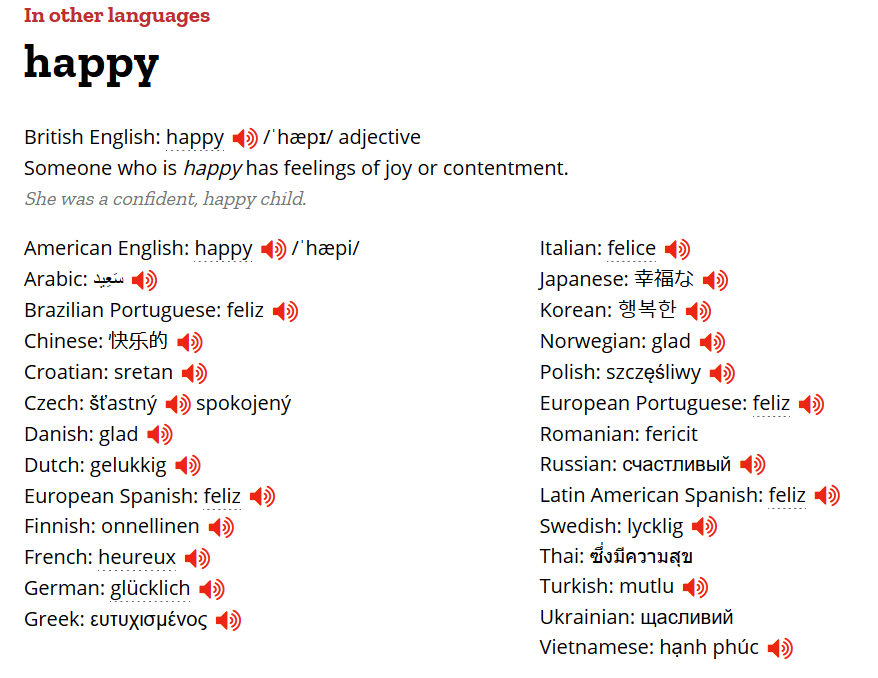 In other languages
happy
British English: happy /ˈhæpɪ/ adjective
Someone who is happy has feelings of joy or contentment.
She was a confident, happy child.
American English: happy /ˈhæpi/
Arabic: سَعِيد
Brazilian Portuguese: feliz
Chinese: 快乐的
Croatian: sretan
Czech: šťastný spokojený
Danish: glad
Dutch: gelukkig
European Spanish: feliz
Finnish: onnellinen
French: heureux
German: glücklich
Greek: ευτυχισμένος
Italian: felice
Japanese: 幸福な
Korean: 행복한
Norwegian: glad
Polish: szczęśliwy
European Portuguese: feliz
Romanian: fericit
Russian: счастливый
Latin American Spanish: feliz
Swedish: lycklig
Thai: ซึ่งมีความสุข
Turkish: mutlu
Ukrainian: щасливий
Vietnamese: hạnh phúc